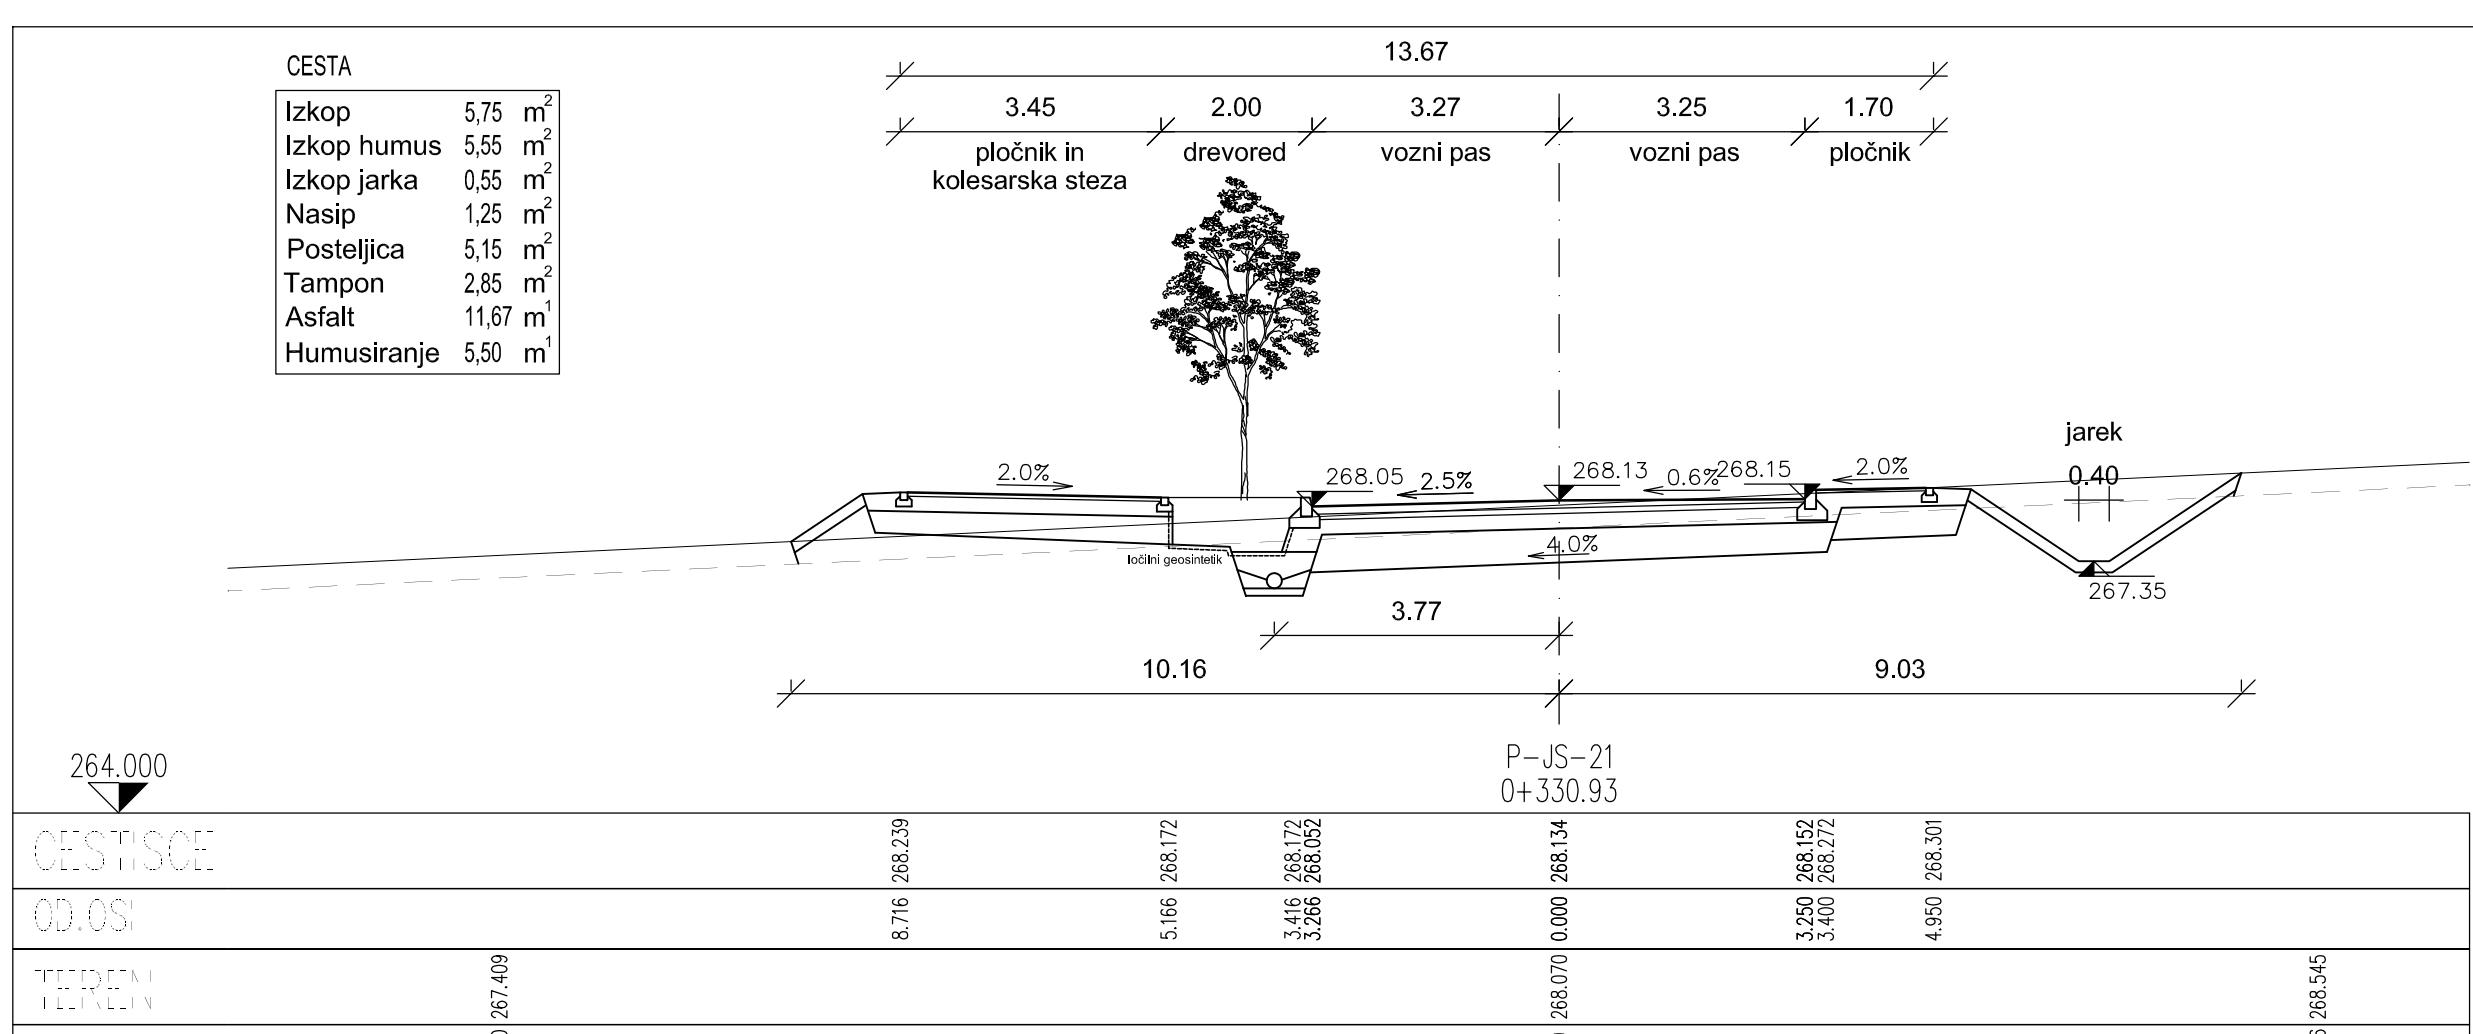 CESTA
Izkop 5,75 m²
Izkop humus 5,55 m²
Izkop jarka 0,55 m²
Nasip 1,25 m²
Posteljica 5,15 m²
Tampon 2,85 m²
Asfalt 11,67 m¹
Humusiranje 5,50 m¹
13.67
3.45 2.00 3.27 3.25 1.70
pločnik in kolesarska steza
drevored
vozni pas
vozni pas
pločnik
jarek
0.40
2.0% 268.05 2.5% 268.13 0.6% 268.15 2.0%
4.0%
ločilni geosintetik
267.35
3.77
10.16 9.03
P-JS-21
0+330.93
264.000
CESTISCE 268.239 268.172 268.172 268.052 268.134 268.152 268.272 268.301
OD.OSI 8.716 5.166 3.416 3.266 0.000 3.250 3.400 4.950
TEREN 267.409 268.070 268.545